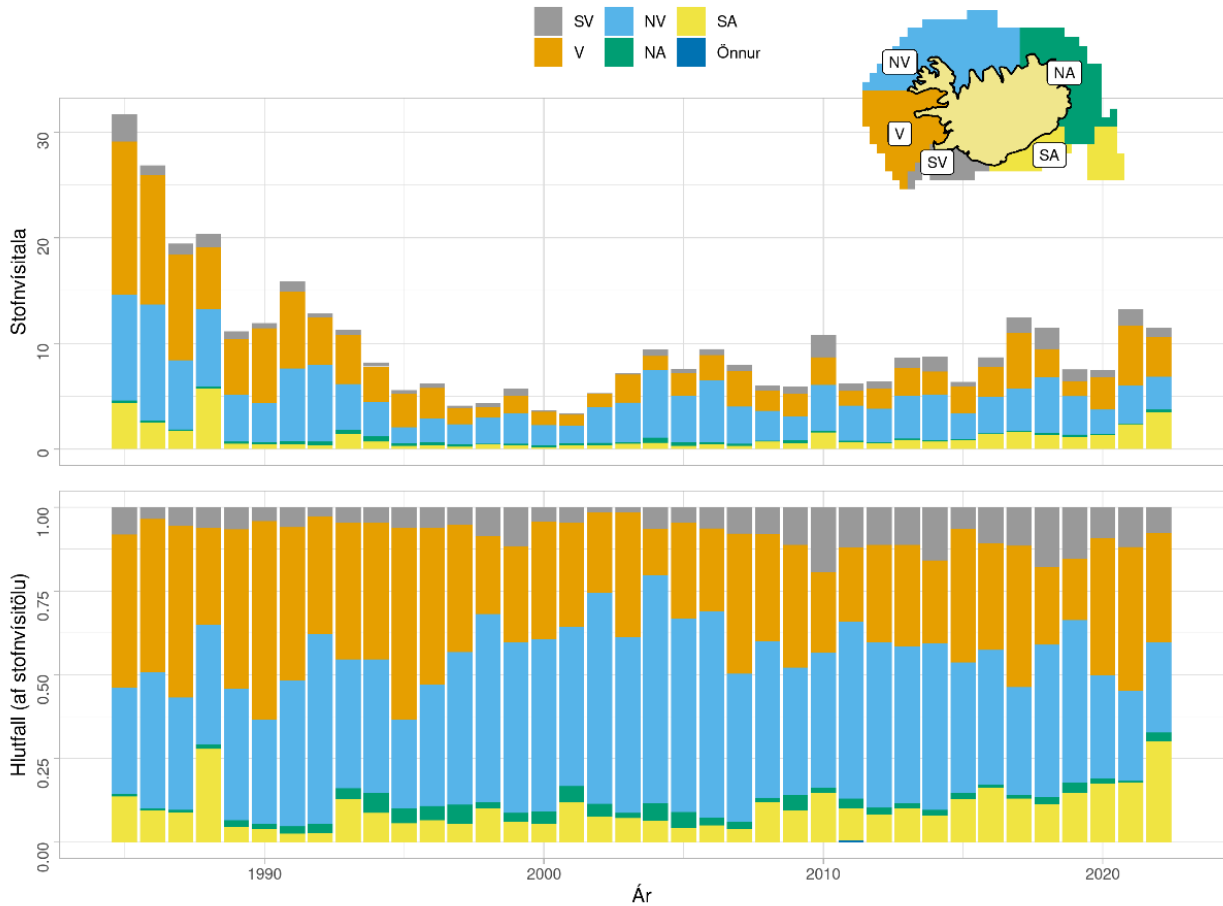 SV NV SA
V NA Önnur
NV
NA
V
SV
SA
Stofnvísitala
30
20
10
0
Hlutfall (af stofnvísitölu)
1.00
0.75
0.50
0.25
0.00
1990 2000 2010 2020
Ár